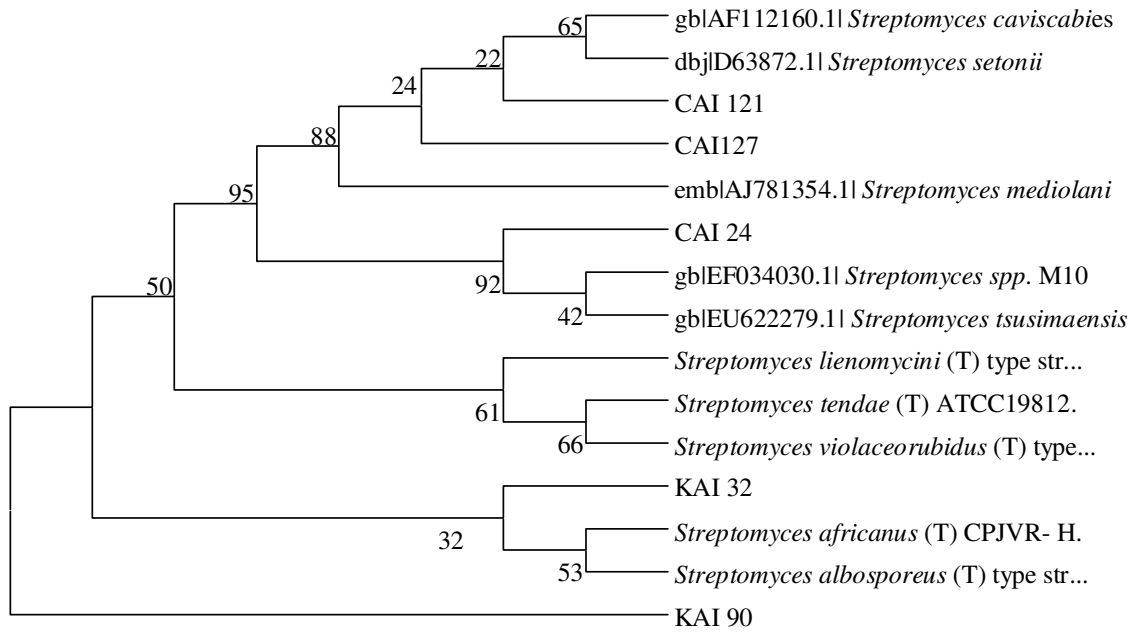 65
gb|AF112160.1| Streptomyces caviscabies
22
dbj|D63872.1| Streptomyces setonii
24
CAI 121
88
CAI127
95
emb|AJ781354.1| Streptomyces mediolani
CAI 24
50
92
gb|EF034030.1| Streptomyces spp. M10
42
gb|EU622279.1| Streptomyces tsusimaensis
Streptomyces lienomycini (T) type str...
61
Streptomyces tendae (T) ATCC19812.
66
Streptomyces violaceorubidus (T) type...
KAI 32
32
Streptomyces africanus (T) CPJVR- H.
53
Streptomyces albosporeus (T) type str...
KAI 90